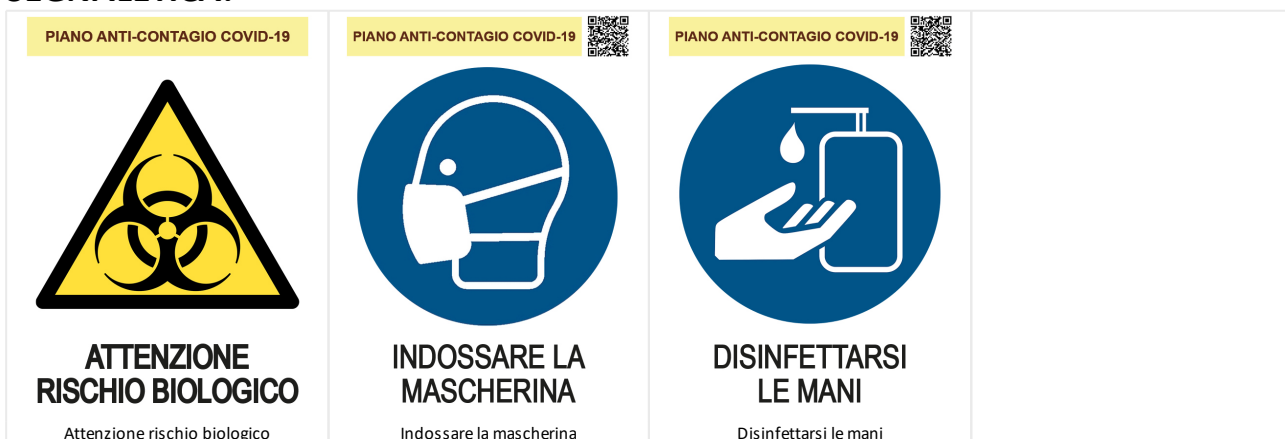 PIANO ANTI-CONTAGIO COVID-19
ATTENZIONE
RISCHIO BIOLOGICO
Attenzione rischio biologico
PIANO ANTI-CONTAGIO COVID-19
INDOSSARE LA
MASCHERINA
Indossare la mascherina
PIANO ANTI-CONTAGIO COVID-19
DISINFETTARSI
LE MANI
Disinfettarsi le mani